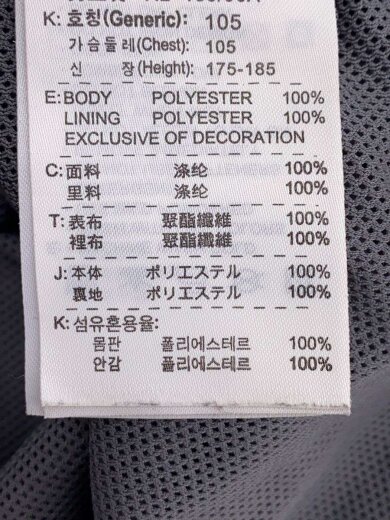 K: 호칭(Generic): 105
가슴둘레(Chest): 105
신 장(Height): 175-185
E: BODY POLYESTER 100%
LINING POLYESTER 100%
EXCLUSIVE OF DECORATION
C: 面料 涤纶 100%
里料 涤纶 100%
T: 表布 聚酯纖維 100%
裡布 聚酯纖維 100%
J: 本体 ポリエステル 100%
裏地 ポリエステル 100%
K: 섬유혼용율:
몸판 폴리에스테르 100%
안감 폴리에스테르 100%